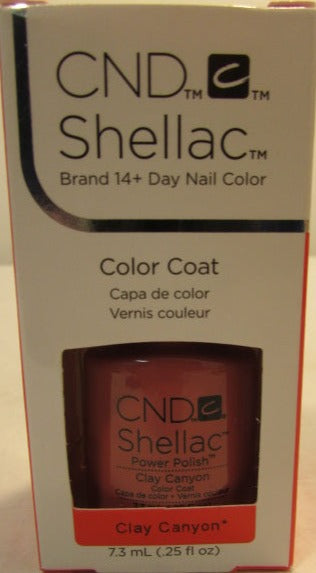 CND™ C™
Shellac™
Brand 14+ Day Nail Color
Color Coat
Capa de color
Vernis couleur
CND C
Shellac™
Power Polish™
Clay Canyon
Color Coat
Capa de color • Vernis couleur
Clay Canyon*
7.3 mL (.25 fl oz)